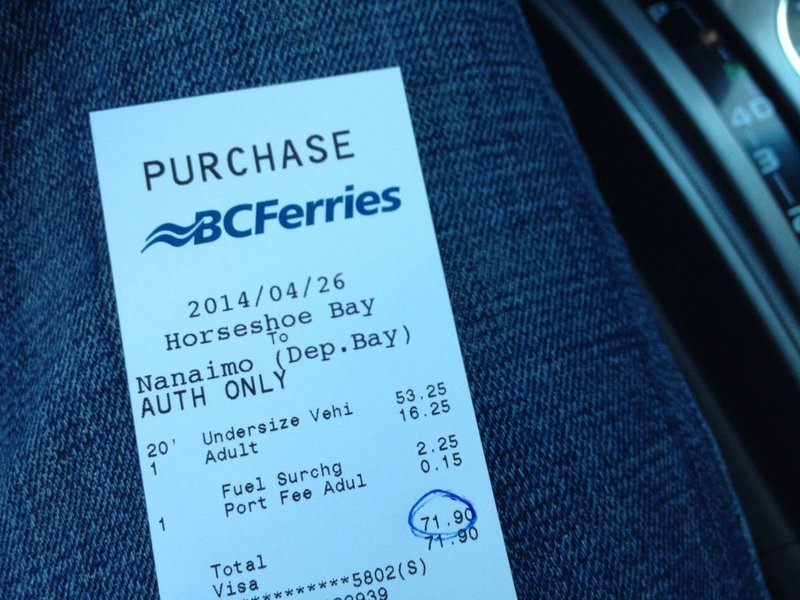 PURCHASE
BCFerries
2014/04/26
Horseshoe Bay
To
Nanaimo (Dep.Bay)
AUTH ONLY
20' Undersize Vehi 53.25
1 Adult 16.25
Fuel Surchg 2.25
1 Port Fee Adul 0.15
Total 71.90
Visa 71.90
***********5802(S)